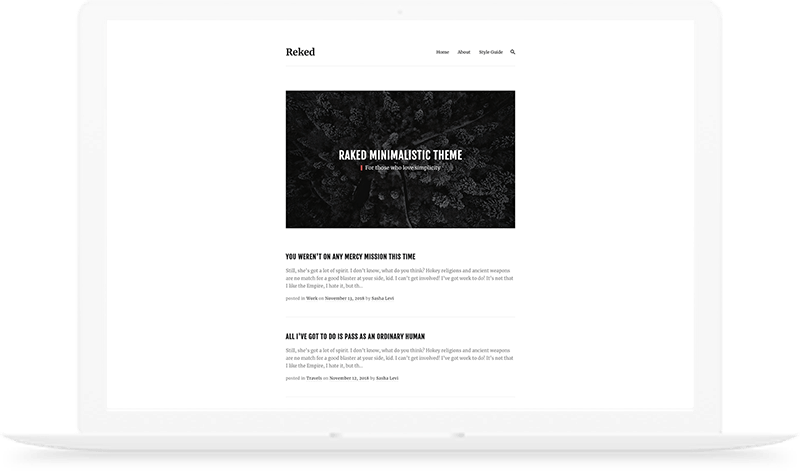 Reked
Home About Style Guide
RAKED MINIMALISTIC THEME
For those who love simplicity
YOU WEREN'T ON ANY MERCY MISSION THIS TIME
Still, she's got a lot of spirit. I don't know, what do you think? Hokey religions and ancient weapons
are no match for a good blaster at your side, kid. I can't get involved! I've got work to do! It's not that
I like the Empire, I hate it, but th...
posted in Work on November 13, 2018 by Sasha Levi
ALL I'VE GOT TO DO IS PASS AS AN ORDINARY HUMAN
Still, she's got a lot of spirit. I don't know, what do you think? Hokey religions and ancient weapons
are no match for a good blaster at your side, kid. I can't get involved! I've got work to do! It's not that
I like the Empire, I hate it, but th...
posted in Travels on November 12, 2018 by Sasha Levi